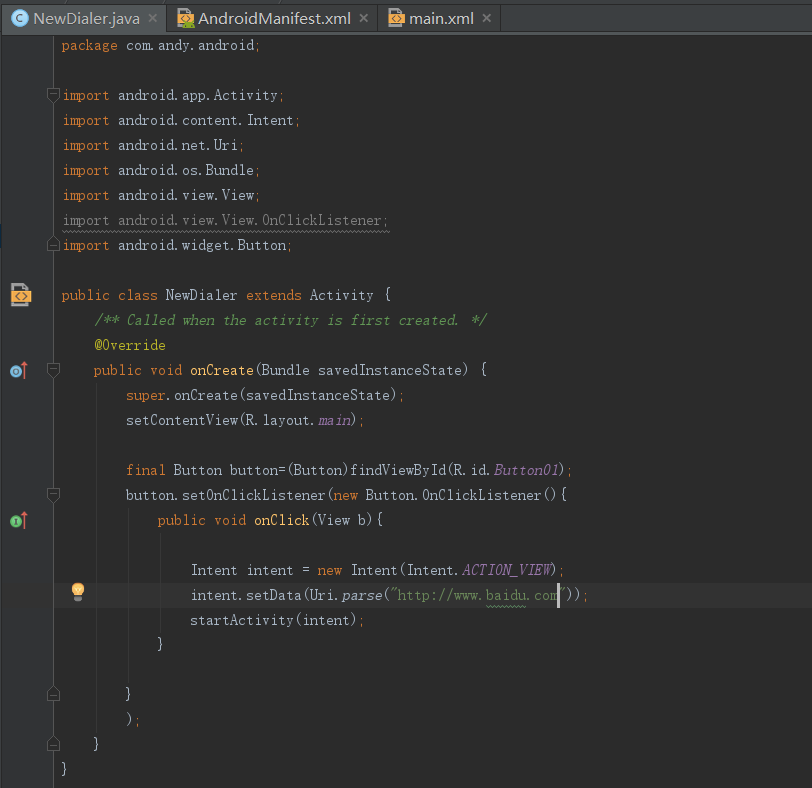 NewDialer.java AndroidManifest.xml main.xml
package com.andy.android;
import android.app.Activity;
import android.content.Intent;
import android.net.Uri;
import android.os.Bundle;
import android.view.View;
import android.view.View.OnClickListener;
import android.widget.Button;
public class NewDialer extends Activity {
/** Called when the activity is first created. */
@Override
public void onCreate(Bundle savedInstanceState) {
super.onCreate(savedInstanceState);
setContentView(R.layout.main);
final Button button=(Button)findViewById(R.id.Button01);
button.setOnClickListener(new Button.OnClickListener(){
public void onClick(View b){
Intent intent = new Intent(Intent.ACTION_VIEW);
intent.setData(Uri.parse("http://www.baidu.com"));
startActivity(intent);
}
}
);
}
}